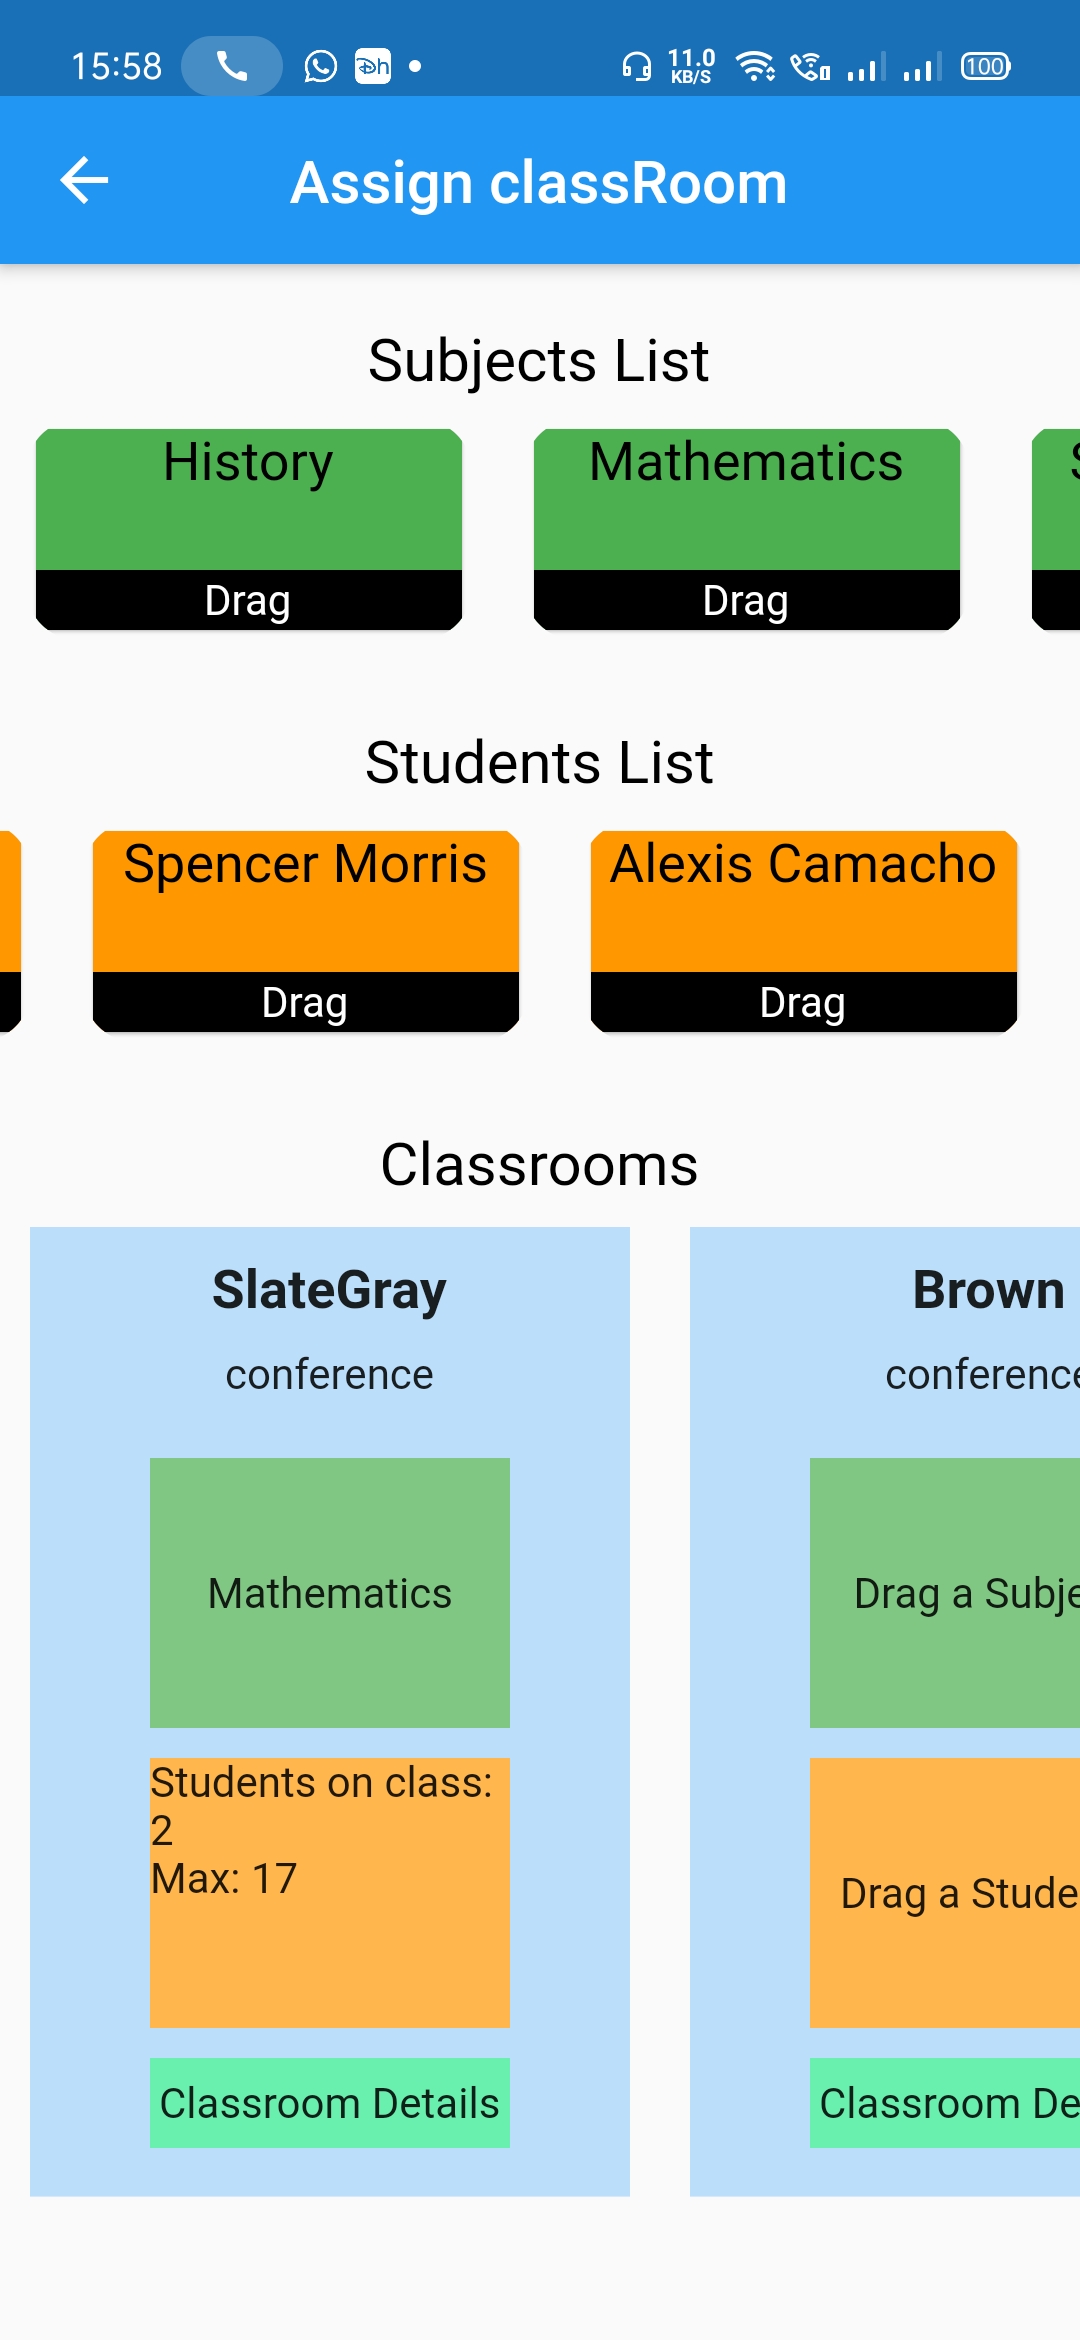 15:58
11.0
KB/S
100
Assign classRoom
Subjects List
History
Mathematics
Drag
Drag
Students List
Spencer Morris
Alexis Camacho
Drag
Drag
Classrooms
SlateGray
Brown
conference
conference
Mathematics
Drag a Subje
Students on class:
2
Max: 17
Drag a Stude
Classroom Details
Classroom De